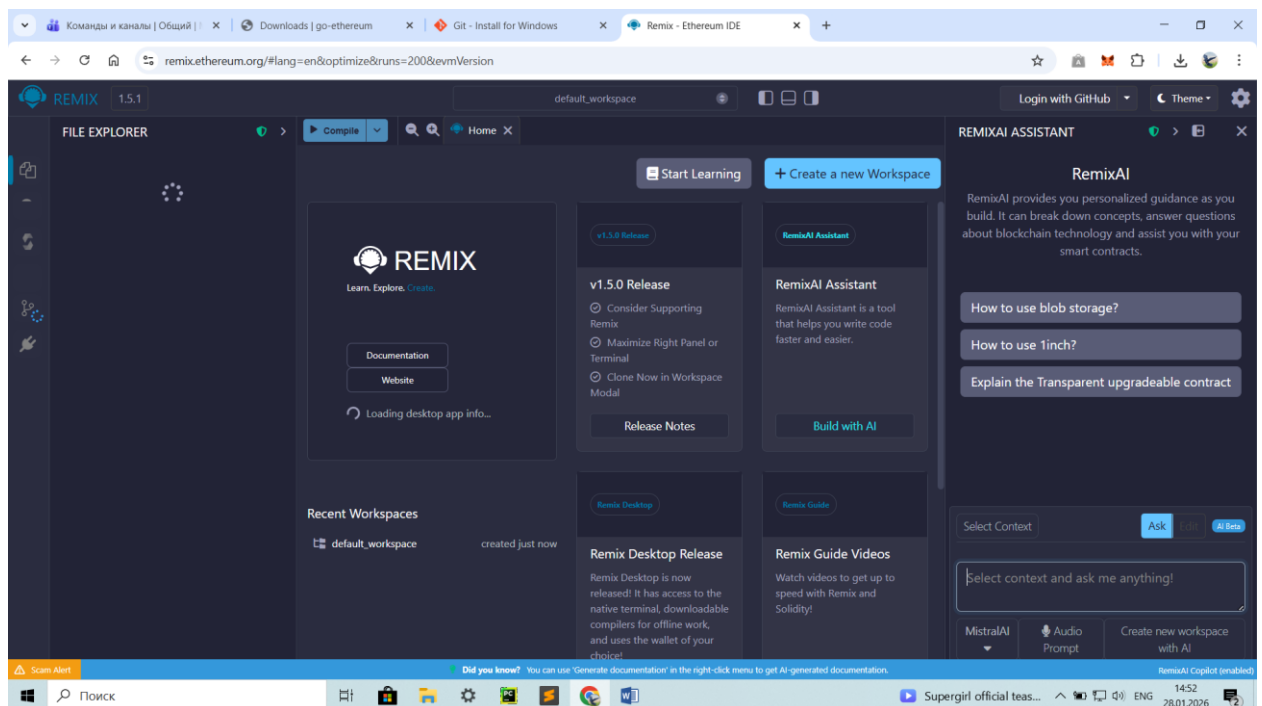 Команды и каналы | Общий |
Downloads | go-ethereum
Git - Install for Windows
Remix - Ethereum IDE
remix.ethereum.org/#lang=en&optimize&runs=200&evmVersion
REMIX 1.5.1
default_workspace
Login with GitHub
Theme
FILE EXPLORER
Compile
Home
Start Learning
+ Create a new Workspace
REMIX
Learn. Explore. Create.
Documentation
Website
Loading desktop app info...
Recent Workspaces
default_workspace created just now
v1.5.0 Release
v1.5.0 Release
Consider Supporting
Remix
Maximize Right Panel or
Terminal
Clone Now in Workspace
Modal
Release Notes
RemixAI Assistant
RemixAI Assistant
RemixAI Assistant is a tool
that helps you write code
faster and easier.
Build with AI
Remix Desktop
Remix Desktop Release
Remix Desktop is now
released! It has access to the
native terminal, downloadable
compilers for offline work,
and uses the wallet of your
choice!
Remix Guide
Remix Guide Videos
Watch videos to get up to
speed with Remix and
Solidity!
REMIXAI ASSISTANT
RemixAI
RemixAI provides you personalized guidance as you
build. It can break down concepts, answer questions
about blockchain technology and assist you with your
smart contracts.
How to use blob storage?
How to use 1inch?
Explain the Transparent upgradeable contract
Select Context
Ask Edit AI Beta
Select context and ask me anything!
MistralAI
Audio
Prompt
Create new workspace
with AI
Scam Alert
Did you know? You can use 'Generate documentation' in the right-click menu to get AI-generated documentation.
RemixAI Copilot (enabled)
Поиск
Supergirl official teas...
ENG
14:52
28.01.2026
2